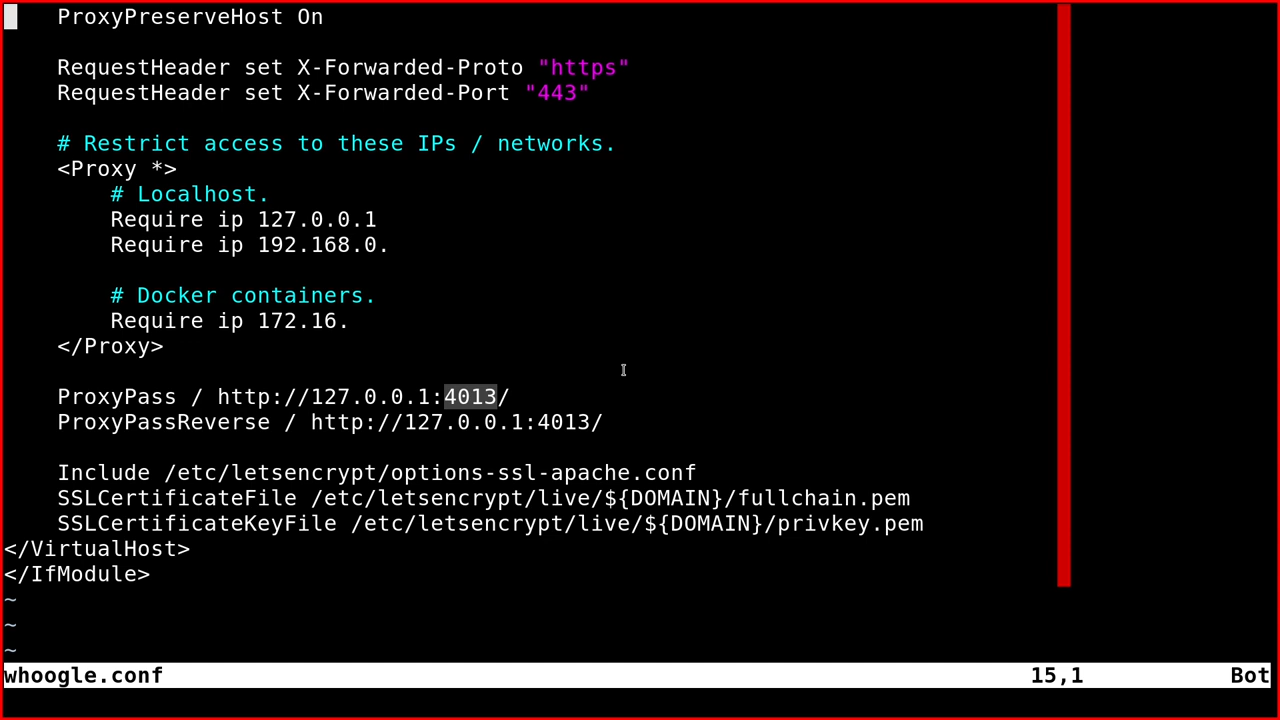 ProxyPreserveHost On
RequestHeader set X-Forwarded-Proto "https"
RequestHeader set X-Forwarded-Port "443"
# Restrict access to these IPs / networks.
<Proxy *>
# Localhost.
Require ip 127.0.0.1
Require ip 192.168.0.
# Docker containers.
Require ip 172.16.
</Proxy>
ProxyPass / http://127.0.0.1:4013/
ProxyPassReverse / http://127.0.0.1:4013/
Include /etc/letsencrypt/options-ssl-apache.conf
SSLCertificateFile /etc/letsencrypt/live/${DOMAIN}/fullchain.pem
SSLCertificateKeyFile /etc/letsencrypt/live/${DOMAIN}/privkey.pem
</VirtualHost>
</IfModule>
~
~
~
whoogle.conf 15,1 Bot